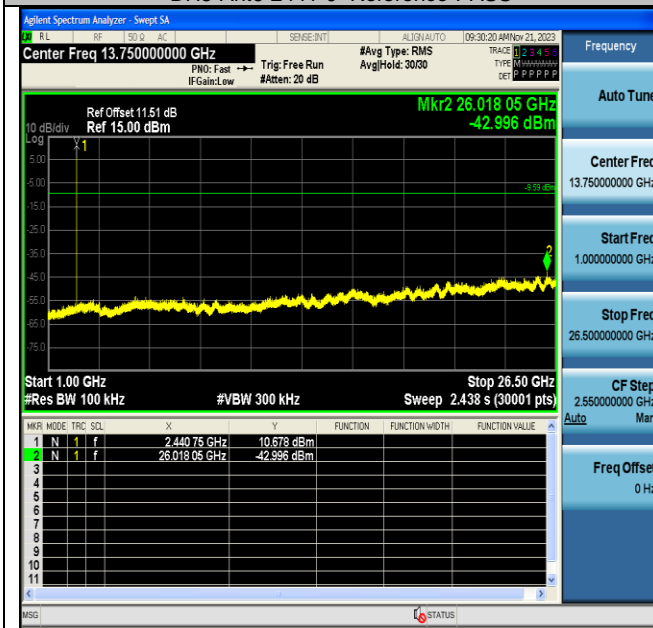 Agilent Spectrum Analyzer - Swept SA
RL RF 50 Ω AC SENSE:INT ALIGNAUTO 09:30:20 AM Nov 21, 2023
Center Freq 13.750000000 GHz
PNO: Fast Trig: Free Run
IFGain:Low #Atten: 20 dB
#Avg Type: RMS
Avg|Hold: 30/30
TRACE 1 2 3 4 5 6
TYPE M
DET P P P P P
Frequency
Auto Tune
Center Freq
13.750000000 GHz
Start Freq
1.000000000 GHz
Stop Freq
26.500000000 GHz
CF Step
2.550000000 GHz
Auto Man
Freq Offset
0 Hz
Mkr2 26.018 05 GHz
-42.996 dBm
Ref Offset 11.51 dB
10 dB/div Ref 15.00 dBm
Log
1
5.00
-5.00
-9.59 dBm
-15.0
-25.0
-35.0
2
-45.0
-55.0
-65.0
-75.0
Start 1.00 GHz Stop 26.50 GHz
#Res BW 100 kHz #VBW 300 kHz Sweep 2.438 s (30001 pts)
MKR MODE TRC SCL X Y FUNCTION FUNCTION WIDTH FUNCTION VALUE
1 N 1 f 2.440 75 GHz 10.678 dBm
2 N 1 f 26.018 05 GHz -42.996 dBm
3
4
5
6
7
8
9
10
11
MSG STATUS